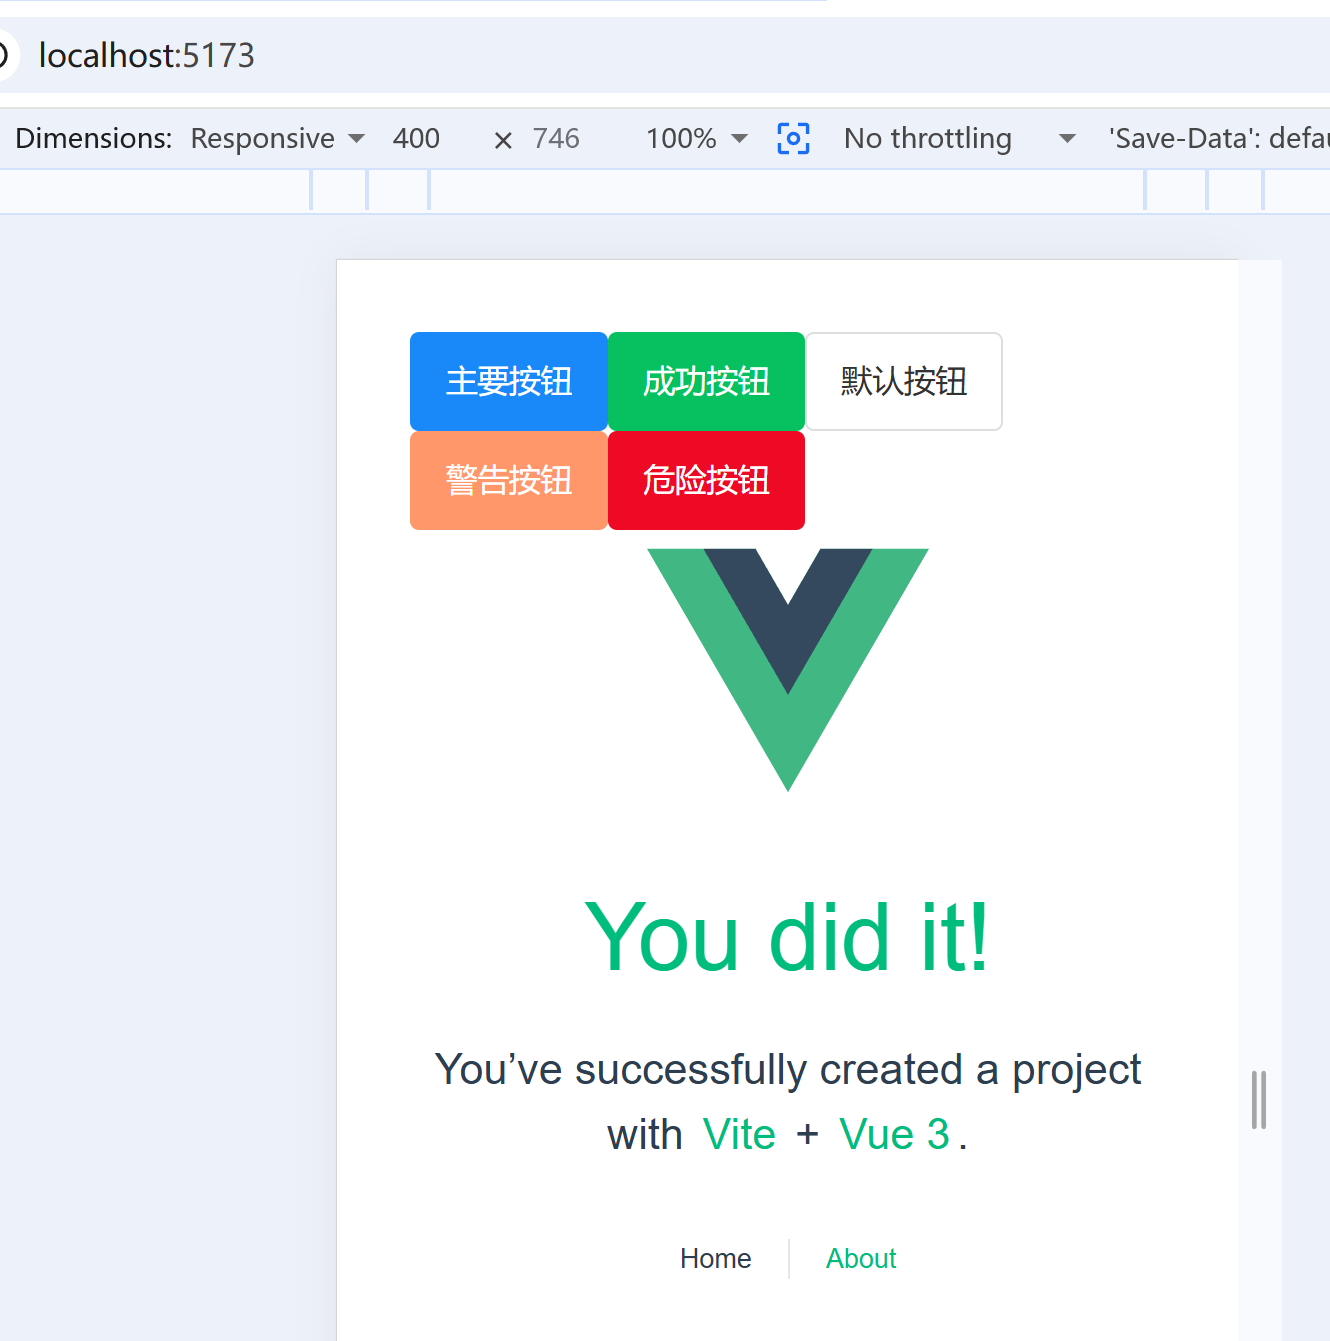 localhost:5173
Dimensions: Responsive 400 × 746 100% No throttling 'Save-Data': defau
主要按钮 成功按钮 默认按钮
警告按钮 危险按钮
You did it!
You’ve successfully created a project
with Vite + Vue 3.
Home About